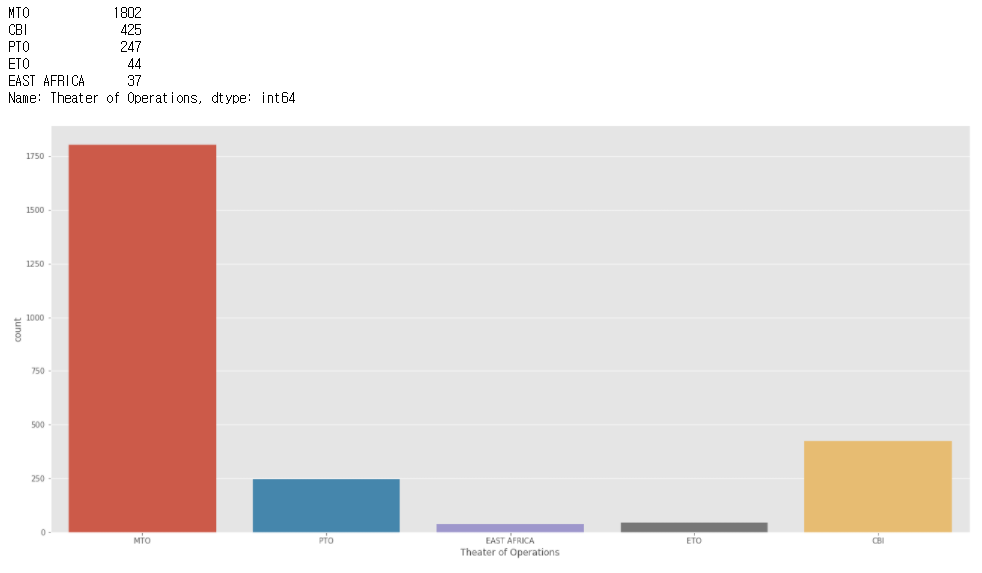 MTO 1802
CBI 425
PTO 247
ETO 44
EAST AFRICA 37
Name: Theater of Operations, dtype: int64
1750
1500
1250
1000
750
500
250
0
count
MTO PTO EAST AFRICA ETO CBI
Theater of Operations